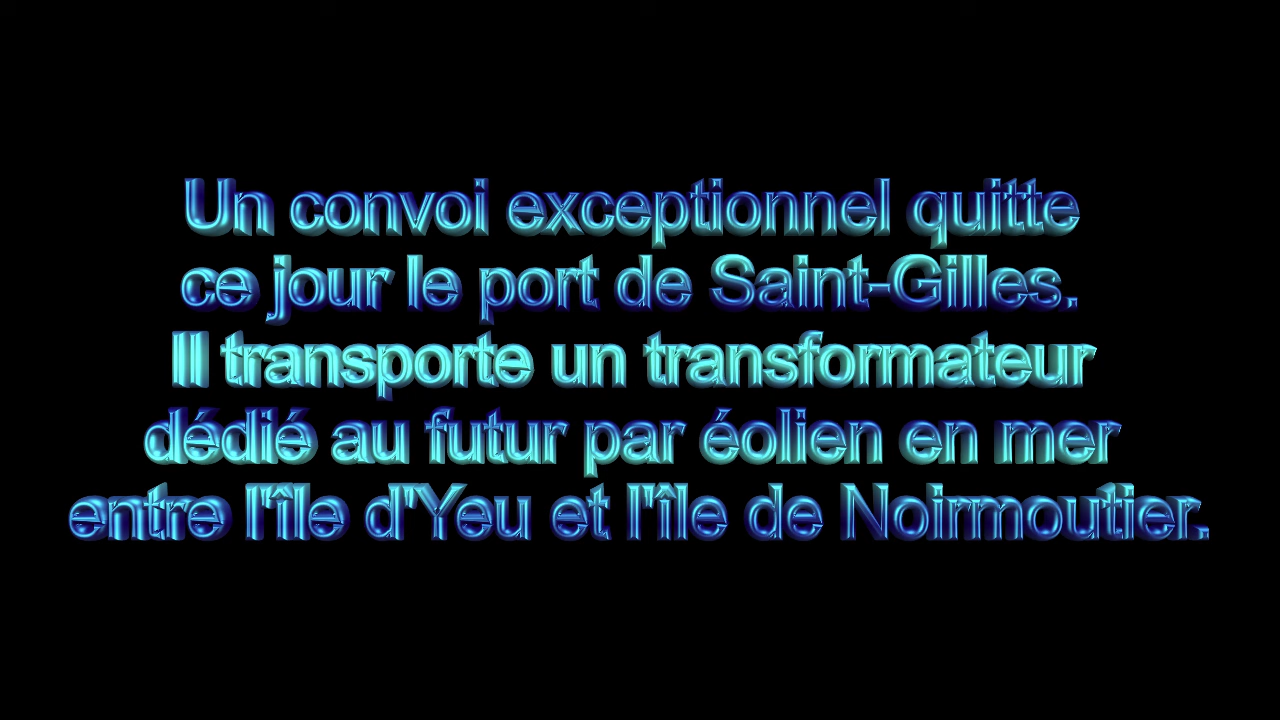 Un convoi exceptionnel quitte
ce jour le port de Saint-Gilles.
Il transporte un transformateur
dédié au futur par éolien en mer
entre l'île d'Yeu et l'île de Noirmoutier.